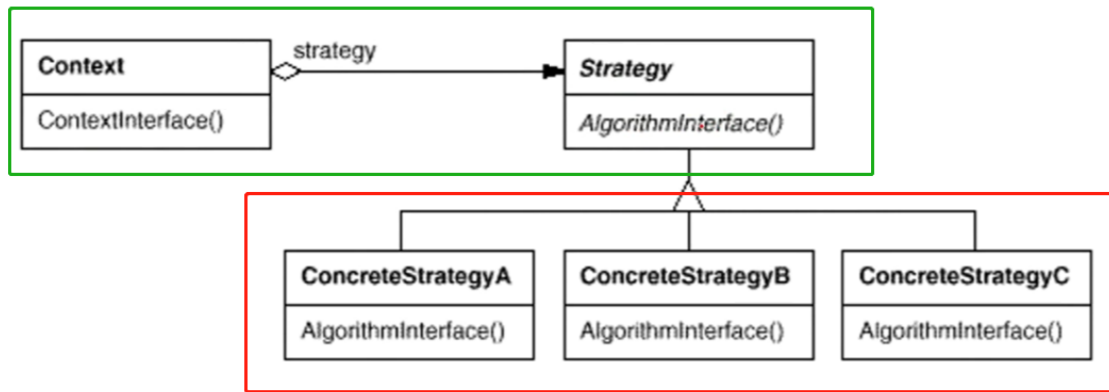 strategy
Context
Strategy
ContextInterface()
AlgorithmInterface()
ConcreteStrategyA
ConcreteStrategyB
ConcreteStrategyC
AlgorithmInterface()
AlgorithmInterface()
AlgorithmInterface()